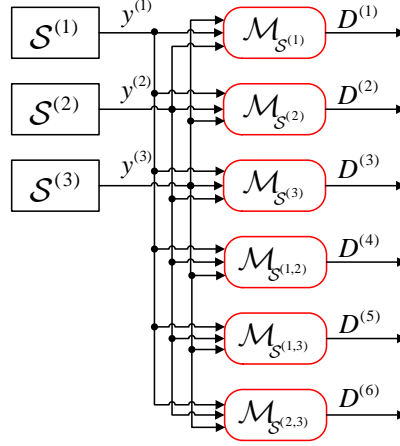 𝒮⁽¹⁾ y⁽¹⁾ ℳ_𝒮⁽¹⁾ D⁽¹⁾
𝒮⁽²⁾ y⁽²⁾ ℳ_𝒮⁽²⁾ D⁽²⁾
𝒮⁽³⁾ y⁽³⁾ ℳ_𝒮⁽³⁾ D⁽³⁾
ℳ_𝒮⁽¹,²⁾ D⁽⁴⁾
ℳ_𝒮⁽¹,³⁾ D⁽⁵⁾
ℳ_𝒮⁽²,³⁾ D⁽⁶⁾